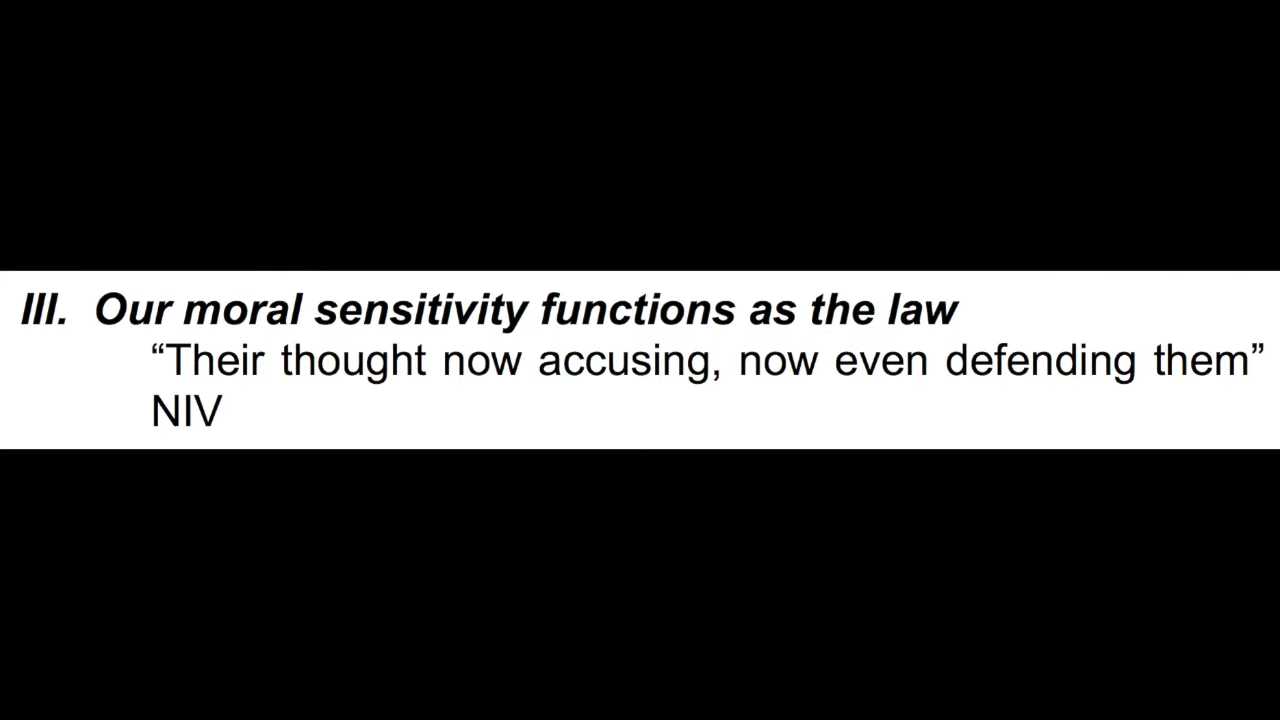 III. Our moral sensitivity functions as the law
“Their thought now accusing, now even defending them”
NIV